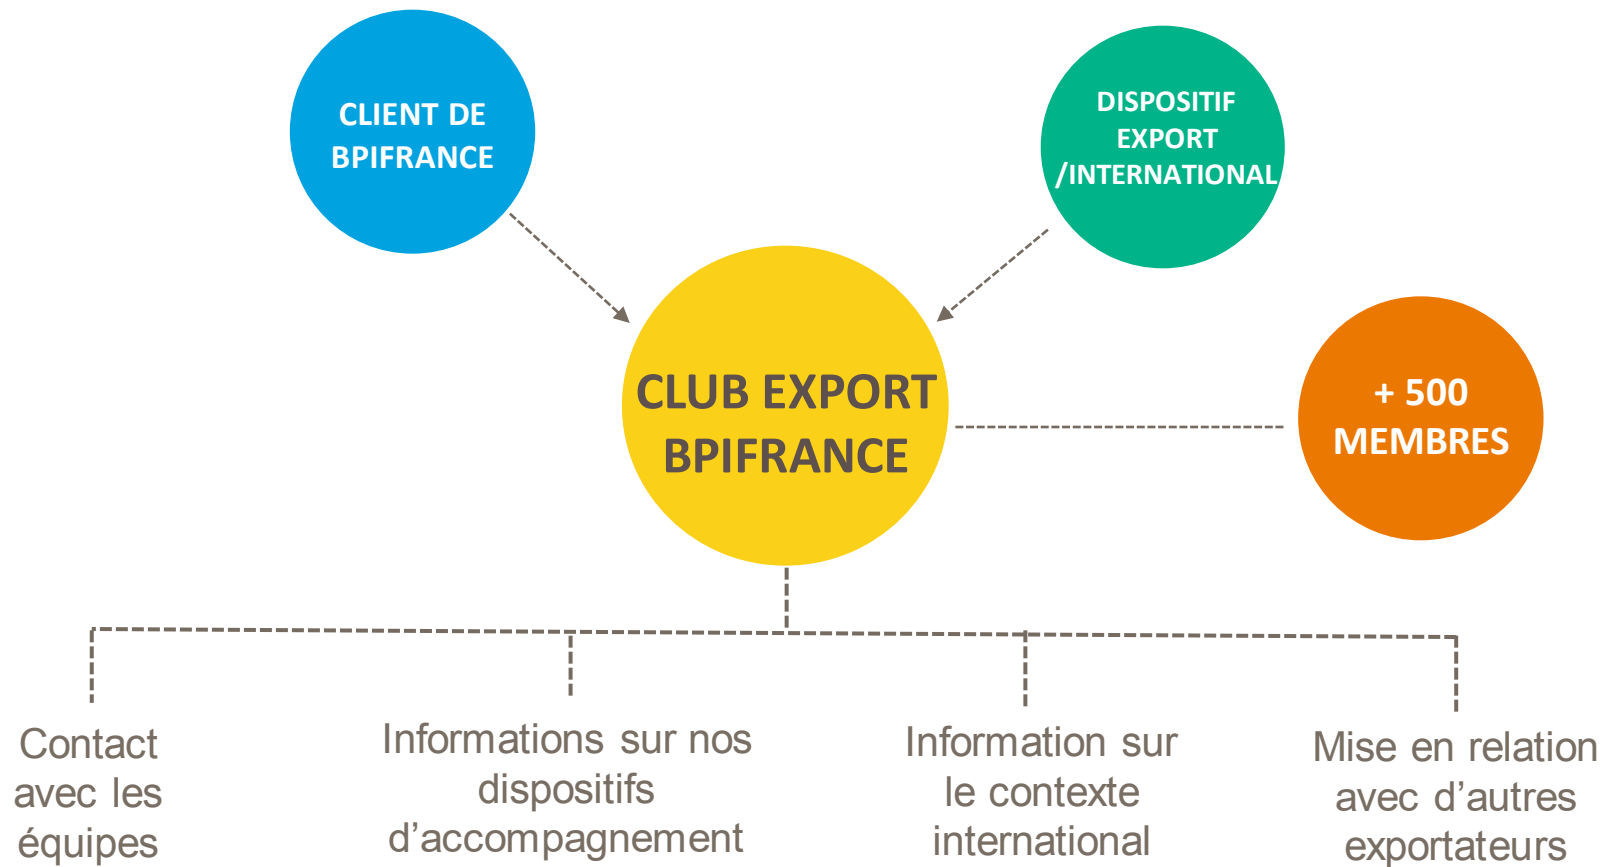 CLIENT DE
BPIFRANCE
DISPOSITIF
EXPORT
/INTERNATIONAL
CLUB EXPORT
BPIFRANCE
+ 500
MEMBRES
Contact
avec les
équipes
Informations sur nos
dispositifs
d’accompagnement
Information sur
le contexte
international
Mise en relation
avec d’autres
exportateurs